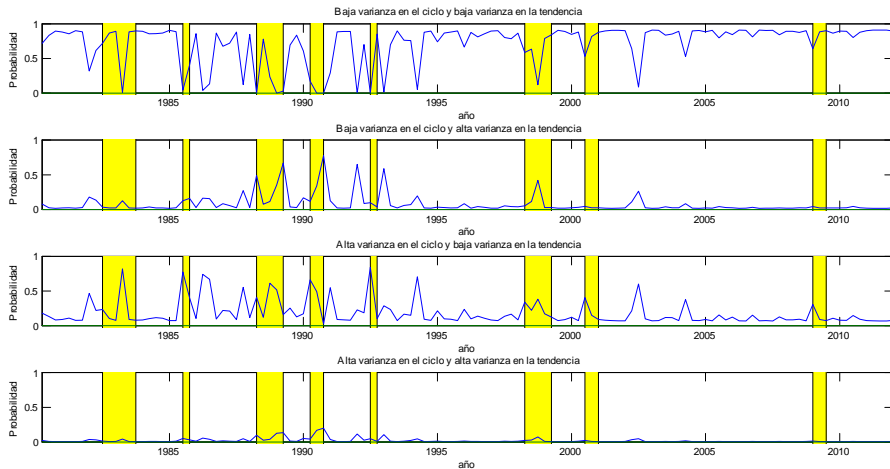 Baja varianza en el ciclo y baja varianza en la tendencia
Probabilidad
1
0.5
0
1985 1990 1995 2000 2005 2010
año
Baja varianza en el ciclo y alta varianza en la tendencia
Probabilidad
1
0.5
0
1985 1990 1995 2000 2005 2010
año
Alta varianza en el ciclo y baja varianza en la tendencia
Probabilidad
1
0.5
0
1985 1990 1995 2000 2005 2010
año
Alta varianza en el ciclo y alta varianza en la tendencia
Probabilidad
1
0.5
0
1985 1990 1995 2000 2005 2010
año